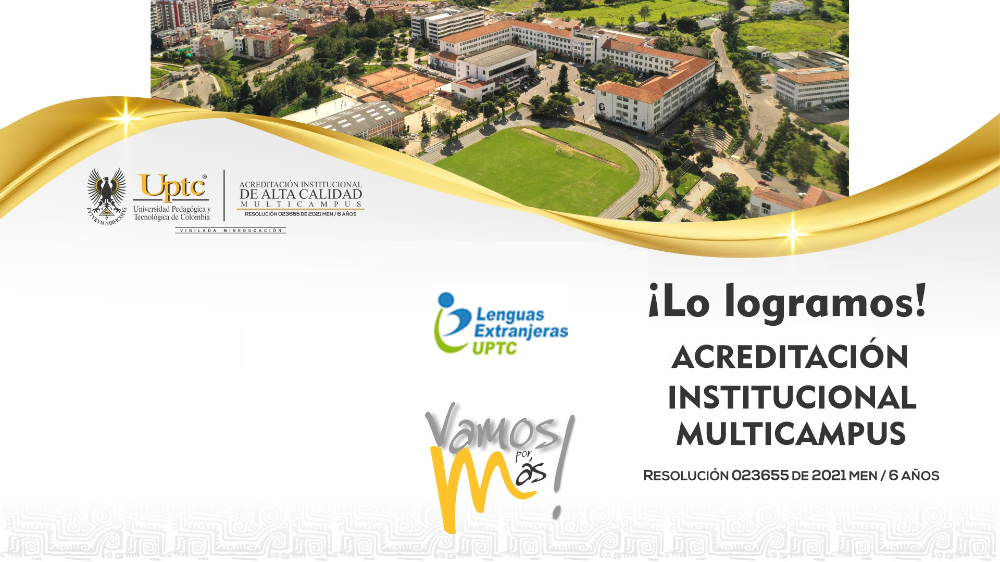 Uptc®
Universidad Pedagógica y
Tecnológica de Colombia
FVTVRVM ÆDIFICAMVS
ACREDITACIÓN INSTITUCIONAL
DE ALTA CALIDAD
MULTICAMPUS
RESOLUCIÓN 023655 DE 2021 MEN / 6 AÑOS
VIGILADA MINEDUCACIÓN
Lenguas
Extranjeras
UPTC
Vamos
por
más!
¡Lo logramos!
ACREDITACIÓN
INSTITUCIONAL
MULTICAMPUS
RESOLUCIÓN 023655 DE 2021 MEN / 6 AÑOS